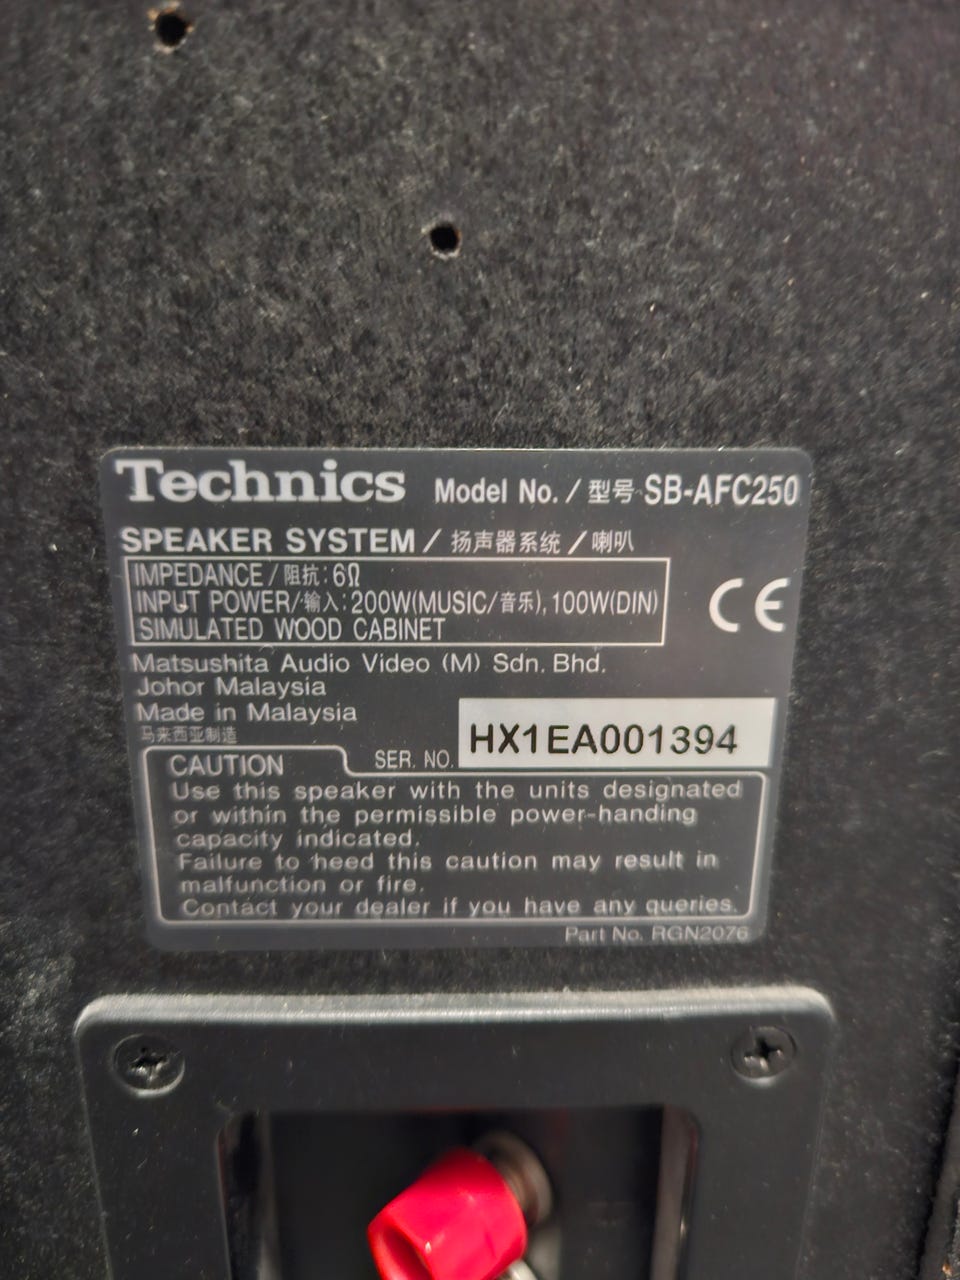 Technics Model No. / 型号 SB-AFC250
SPEAKER SYSTEM / 扬声器系统 / 喇叭
IMPEDANCE / 阻抗 : 6Ω
INPUT POWER/输入 : 200W(MUSIC/音乐), 100W(DIN)
SIMULATED WOOD CABINET
CE
Matsushita Audio Video (M) Sdn. Bhd.
Johor Malaysia
Made in Malaysia
马来西亚制造
SER. NO. HX1EA001394
CAUTION
Use this speaker with the units designated
or within the permissible power-handing
capacity indicated.
Failure to heed this caution may result in
malfunction or fire.
Contact your dealer if you have any queries.
Part No. RGN2076